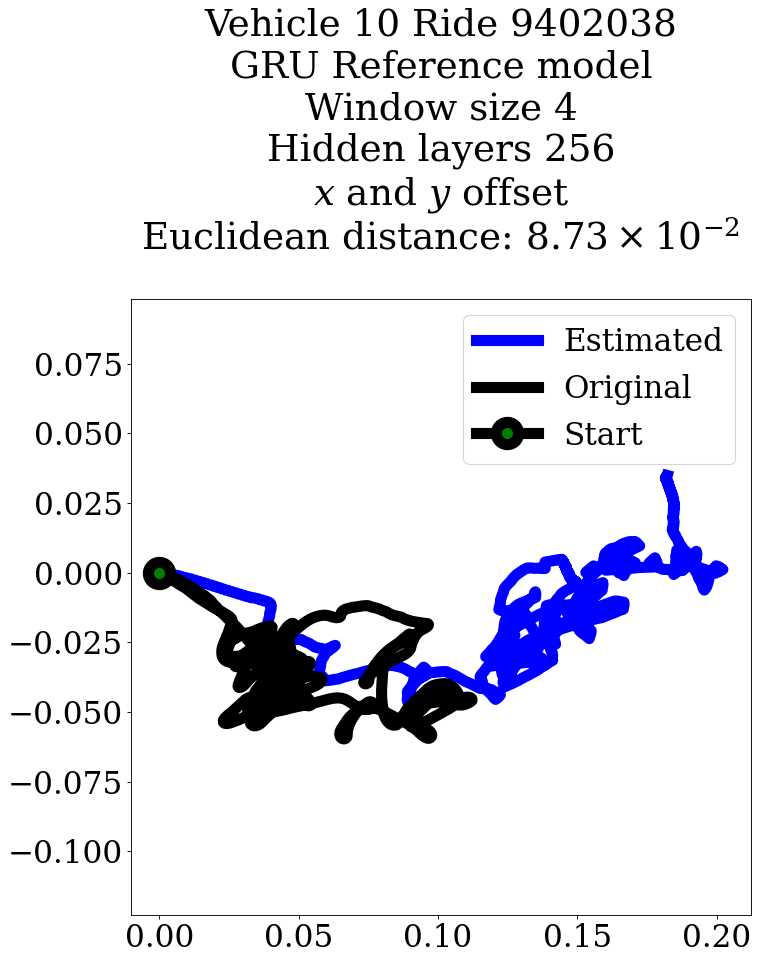 Vehicle 10 Ride 9402038
GRU Reference model
Window size 4
Hidden layers 256
x and y offset
Euclidean distance: 8.73 × 10⁻²
Estimated
Original
Start
0.075
0.050
0.025
0.000
−0.025
−0.050
−0.075
−0.100
0.00 0.05 0.10 0.15 0.20